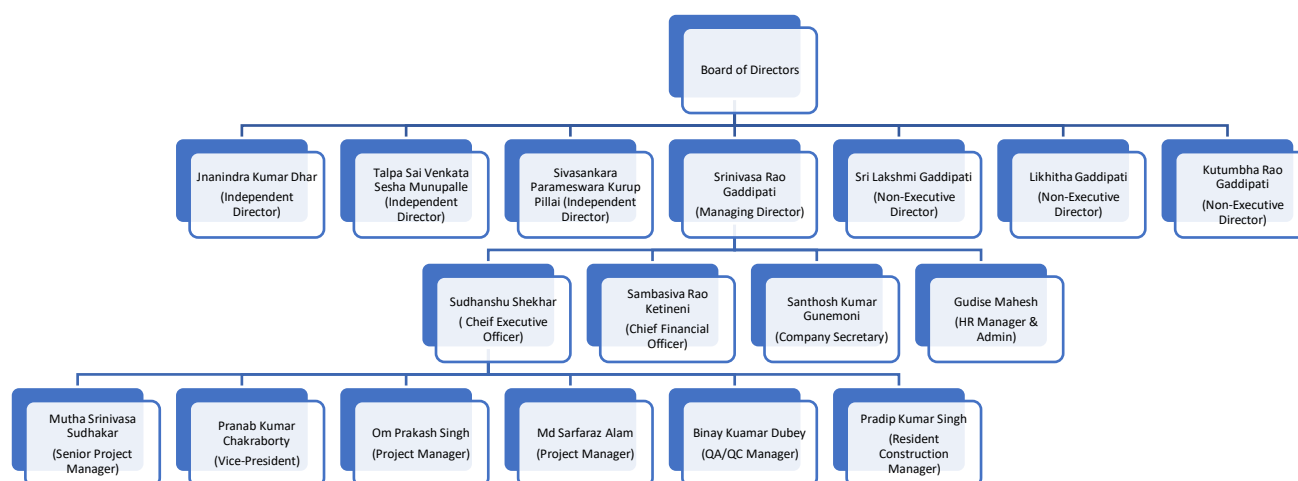 Board of Directors
Jnanindra Kumar Dhar
(Independent
Director)
Talpa Sai Venkata
Sesha Munupalle
(Independent
Director)
Sivasankara
Parameswara Kurup
Pillai (Independent
Director)
Srinivasa Rao
Gaddipati
(Managing Director)
Sri Lakshmi Gaddipati
(Non-Executive
Director)
Likhitha Gaddipati
(Non-Executive
Director)
Kutumbha Rao
Gaddipati
(Non-Executive
Director)
Sudhanshu Shekhar
( Cheif Executive
Officer)
Sambasiva Rao
Ketineni
(Chief Financial
Officer)
Santhosh Kumar
Gunemoni
(Company Secretary)
Gudise Mahesh
(HR Manager &
Admin)
Mutha Srinivasa
Sudhakar
(Senior Project
Manager)
Pranab Kumar
Chakraborty
(Vice-President)
Om Prakash Singh
(Project Manager)
Md Sarfaraz Alam
(Project Manager)
Binay Kuamar Dubey
(QA/QC Manager)
Pradip Kumar Singh
(Resident
Construction
Manager)